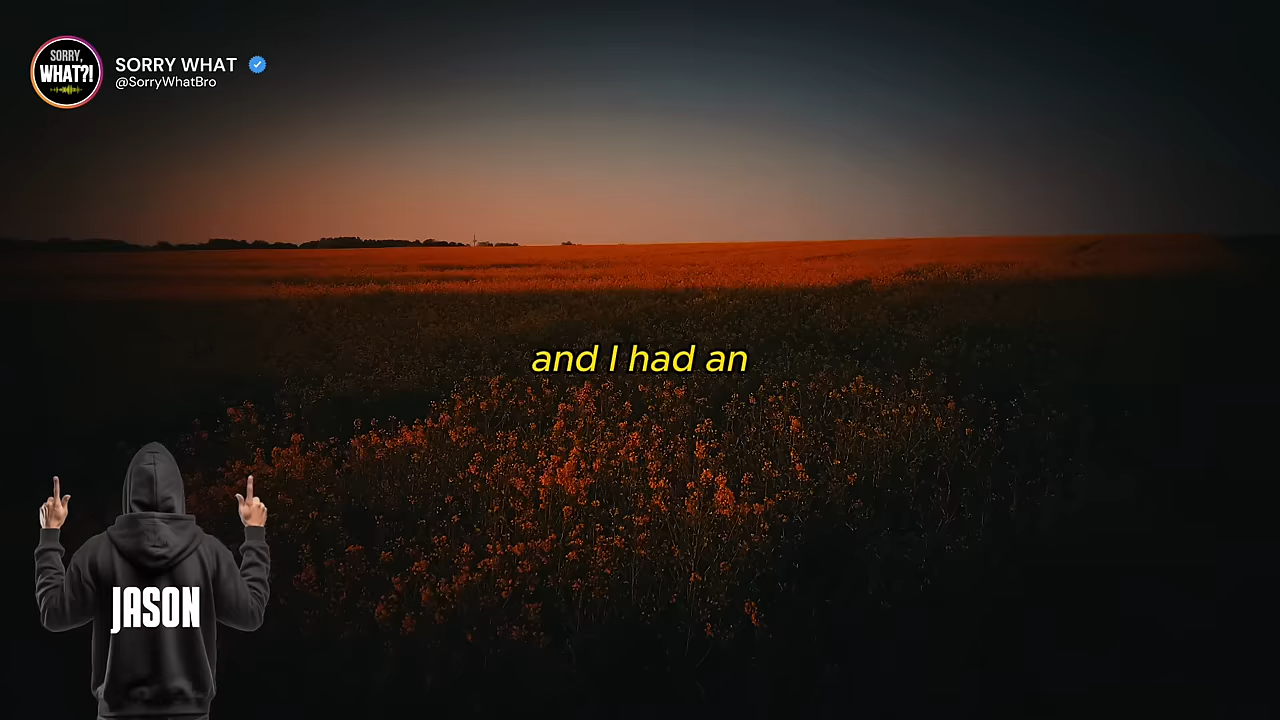 SORRY,
WHAT?!
SORRY WHAT
@SorryWhatBro
and I had an
JASON